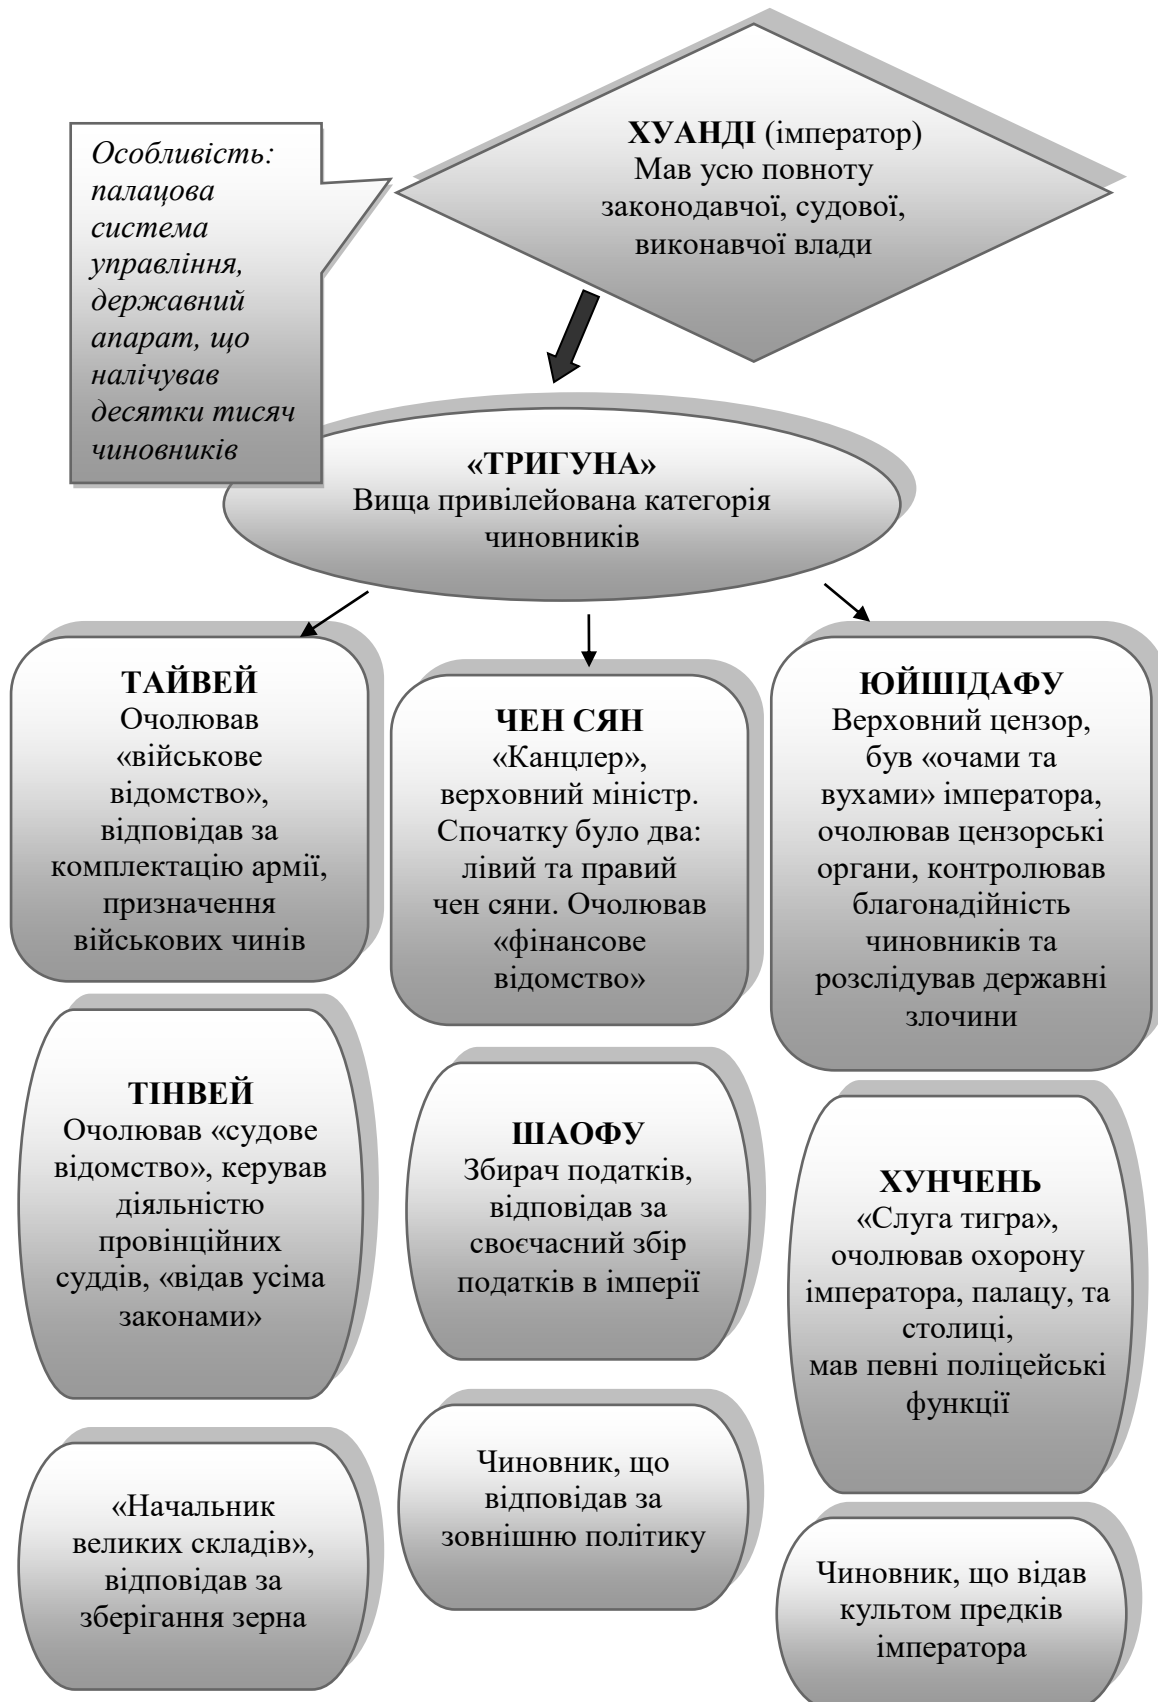 ХУАНДІ (імператор)
Мав усю повноту
законодавчої, судової,
виконавчої влади
Особливість:
палацова
система
управління,
державний
апарат, що
налічував
десятки тисяч
чиновників
«ТРИГУНА»
Вища привілейована категорія
чиновників
ТАЙВЕЙ
Очолював
«військове
відомство»,
відповідав за
комплектацію армії,
призначення
військових чинів
ЧЕН СЯН
«Канцлер»,
верховний міністр.
Спочатку було два:
лівий та правий
чен сяни. Очолював
«фінансове
відомство»
ЮЙШІДАФУ
Верховний цензор,
був «очами та
вухами» імператора,
очолював цензорські
органи, контролював
благонадійність
чиновників та
розслідував державні
злочини
ТІНВЕЙ
Очолював «судове
відомство», керував
діяльністю
провінційних
суддів, «відав усіма
законами»
ШАОФУ
Збирач податків,
відповідав за
своєчасний збір
податків в імперії
ХУНЧЕНЬ
«Слуга тигра»,
очолював охорону
імператора, палацу, та
столиці,
мав певні поліцейські
функції
«Начальник
великих складів»,
відповідав за
зберігання зерна
Чиновник, що
відповідав за
зовнішню політику
Чиновник, що відав
культом предків
імператора